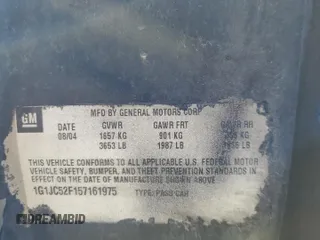 MFD BY GENERAL MOTORS CORP
GM
DATE GVWR GAWR FRT GAWR RR
08/04 1657 KG 901 KG KG
3653 LB 1987 LB LB
THIS VEHICLE CONFORMS TO ALL APPLICABLE U.S. FEDERAL MOTOR
VEHICLE SAFETY, BUMPER, AND THEFT PREVENTION STANDARDS IN
EFFECT ON THE DATE OF MANUFACTURE SHOWN ABOVE.
1G1JC52F157161975 TYPE: PASS CAR
DREAMBID